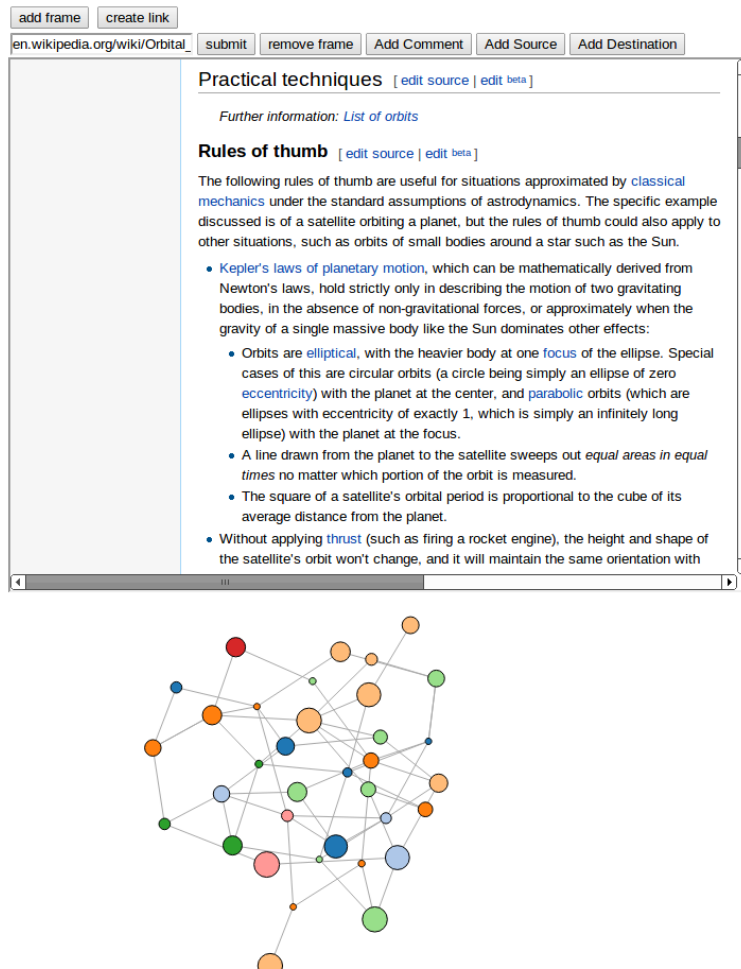 add frame create link
en.wikipedia.org/wiki/Orbital_ submit remove frame Add Comment Add Source Add Destination
Practical techniques [ edit source | edit beta ]
Further information: List of orbits
Rules of thumb [ edit source | edit beta ]
The following rules of thumb are useful for situations approximated by classical
mechanics under the standard assumptions of astrodynamics. The specific example
discussed is of a satellite orbiting a planet, but the rules of thumb could also apply to
other situations, such as orbits of small bodies around a star such as the Sun.
• Kepler's laws of planetary motion, which can be mathematically derived from
Newton's laws, hold strictly only in describing the motion of two gravitating
bodies, in the absence of non-gravitational forces, or approximately when the
gravity of a single massive body like the Sun dominates other effects:
• Orbits are elliptical, with the heavier body at one focus of the ellipse. Special
cases of this are circular orbits (a circle being simply an ellipse of zero
eccentricity) with the planet at the center, and parabolic orbits (which are
ellipses with eccentricity of exactly 1, which is simply an infinitely long
ellipse) with the planet at the focus.
• A line drawn from the planet to the satellite sweeps out equal areas in equal
times no matter which portion of the orbit is measured.
• The square of a satellite's orbital period is proportional to the cube of its
average distance from the planet.
• Without applying thrust (such as firing a rocket engine), the height and shape of
the satellite's orbit won't change, and it will maintain the same orientation with